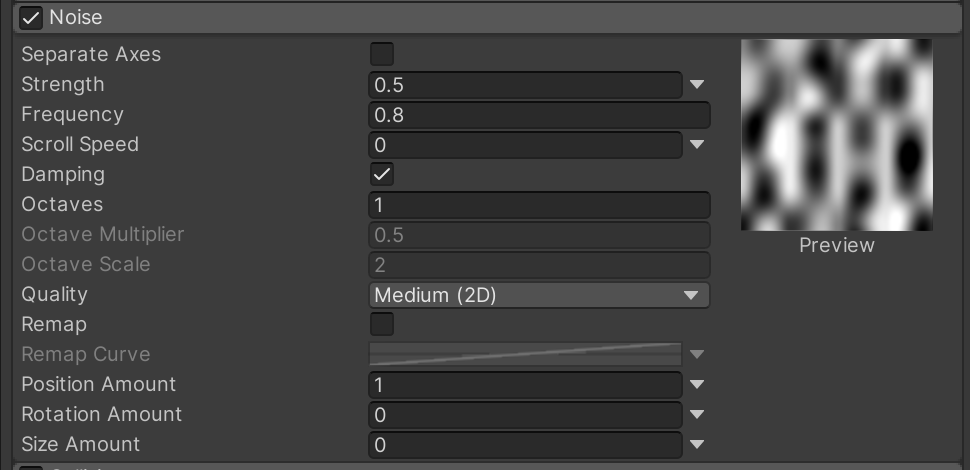 Noise
Separate Axes
Strength 0.5
Frequency 0.8
Scroll Speed 0
Damping
Octaves 1
Octave Multiplier 0.5
Octave Scale 2
Quality Medium (2D)
Remap
Remap Curve
Position Amount 1
Rotation Amount 0
Size Amount 0
Preview